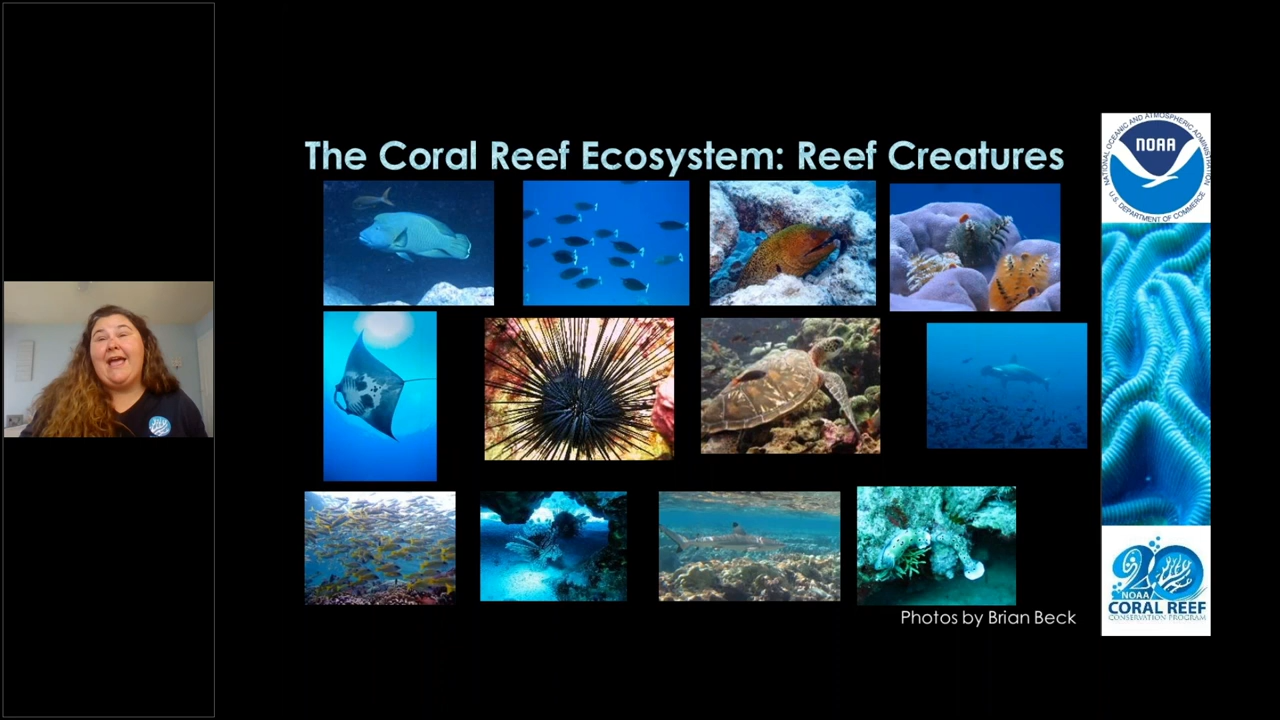 The Coral Reef Ecosystem: Reef Creatures
NATIONAL OCEANIC AND ATMOSPHERIC ADMINISTRATION
NOAA
U.S. DEPARTMENT OF COMMERCE
Photos by Brian Beck
20
NOAA
CORAL REEF
CONSERVATION PROGRAM